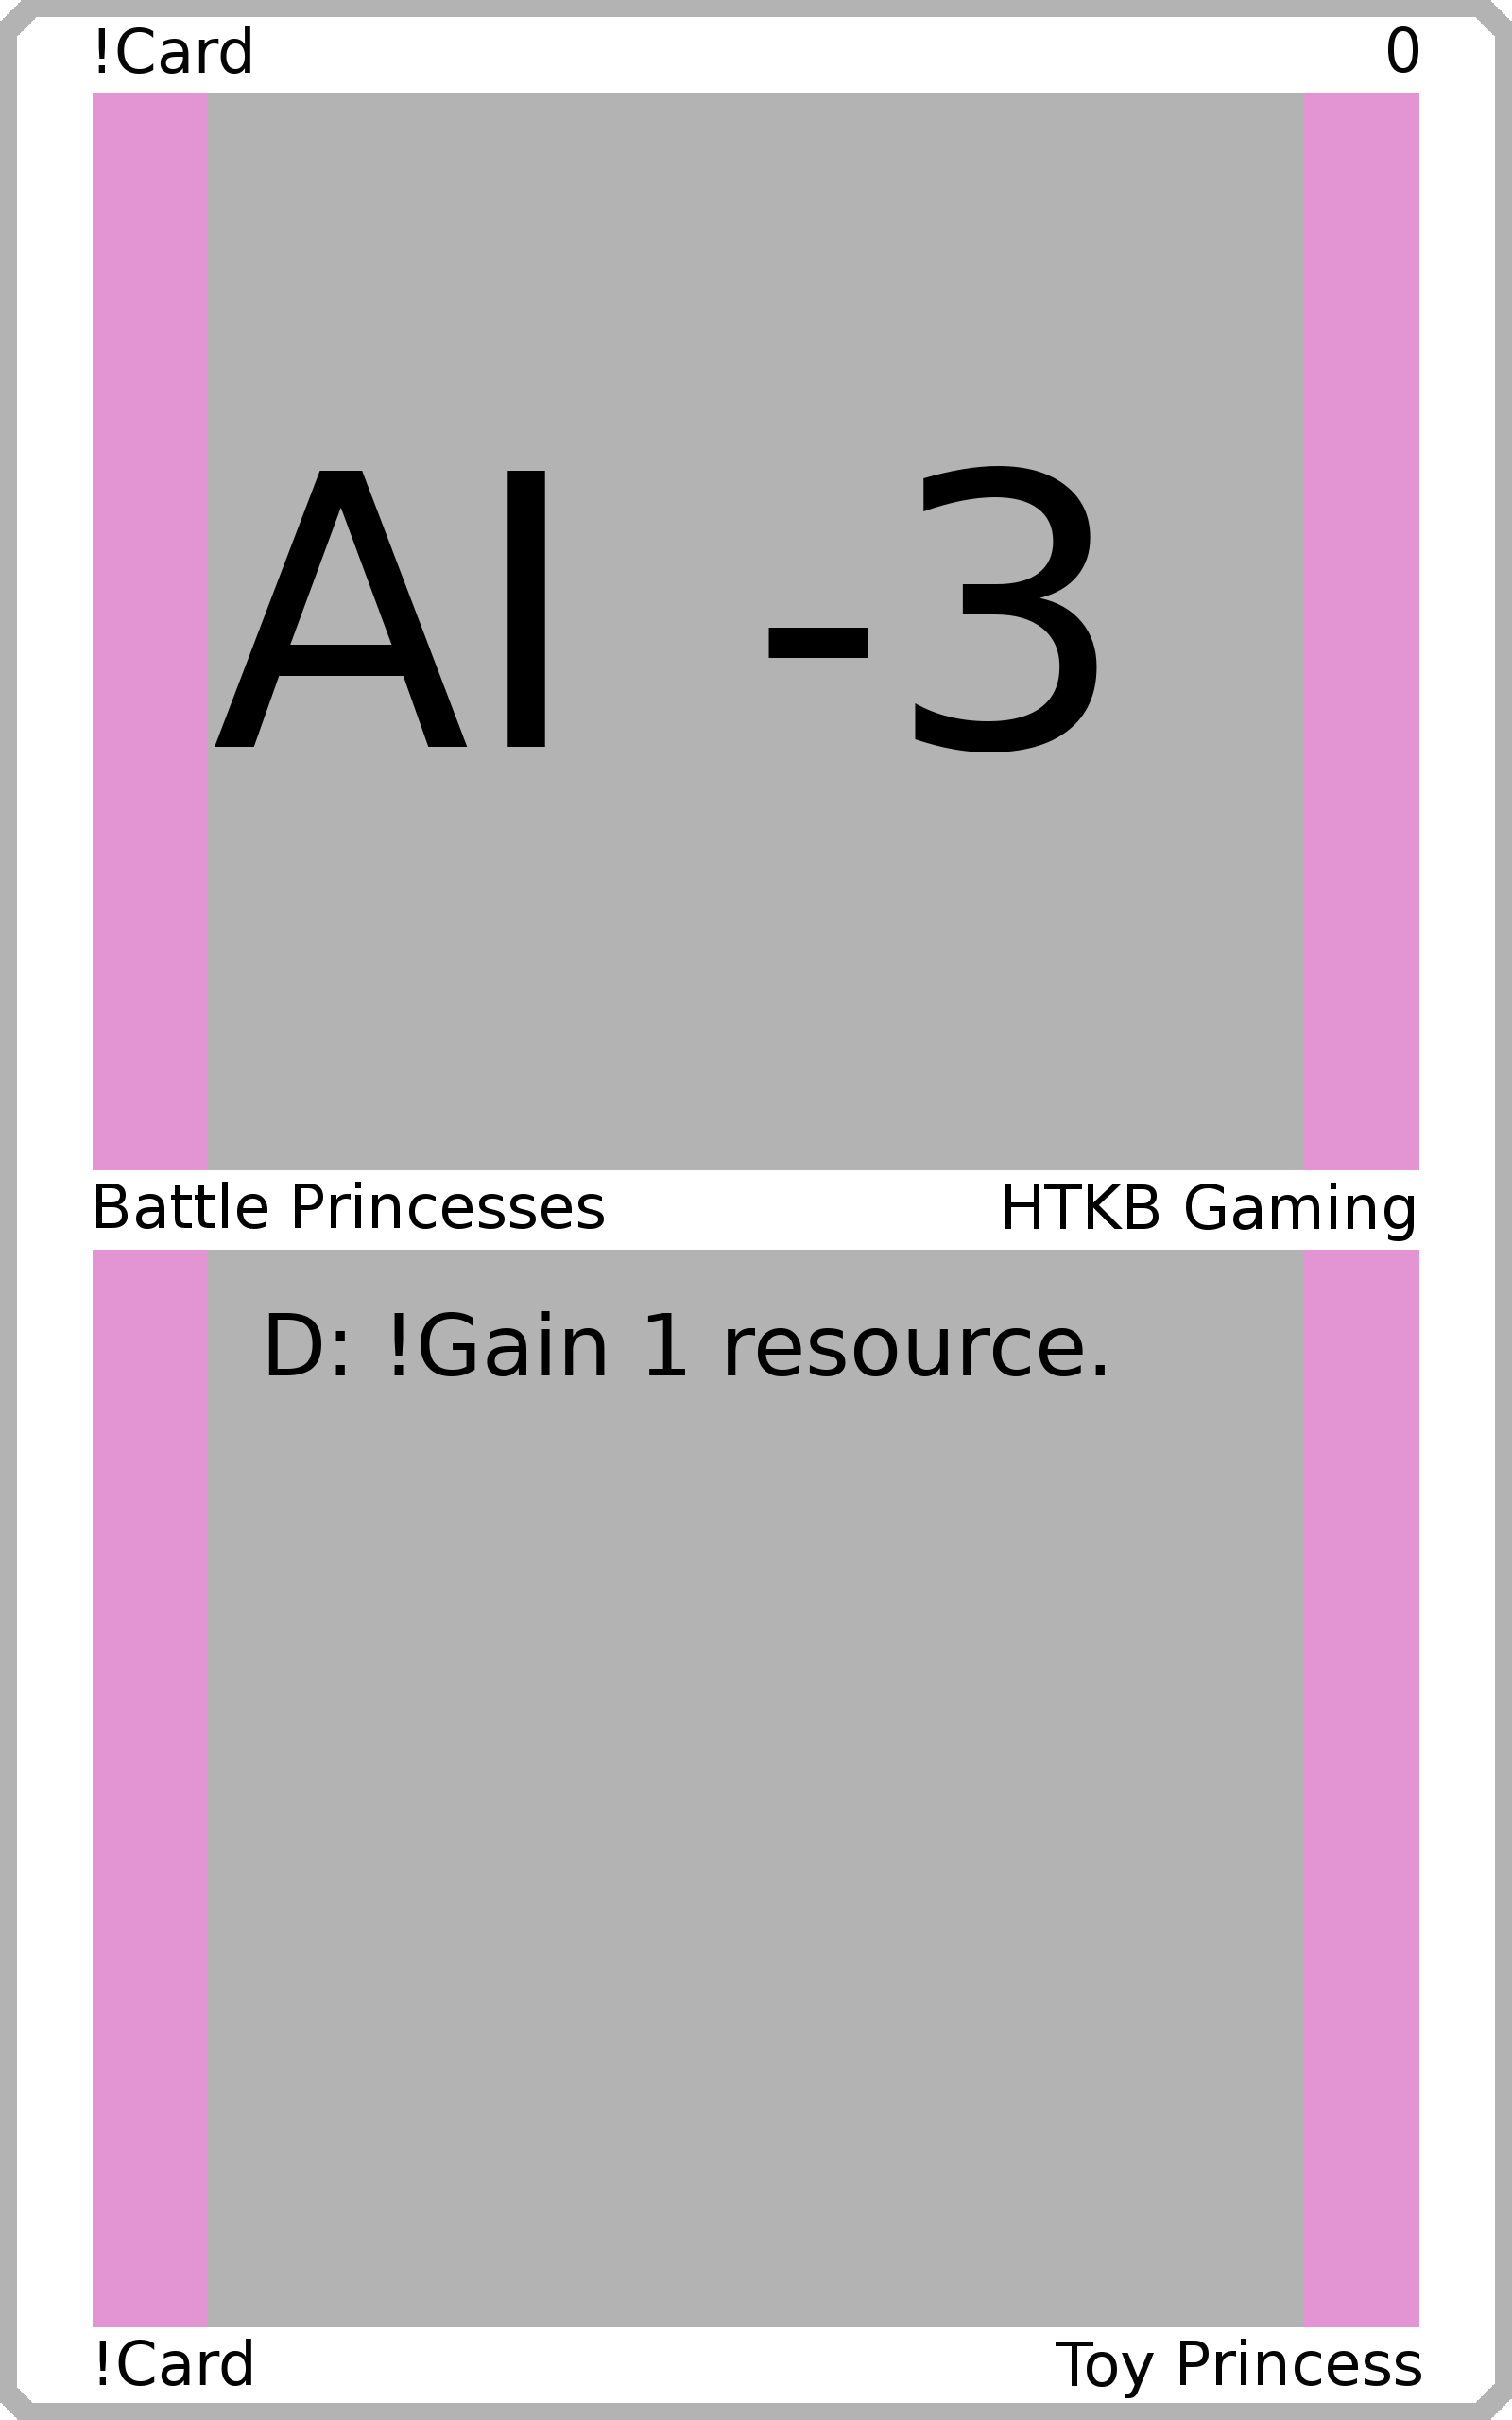 !Card 0
AI -3
Battle Princesses HTKB Gaming
D: !Gain 1 resource.
!Card Toy Princess